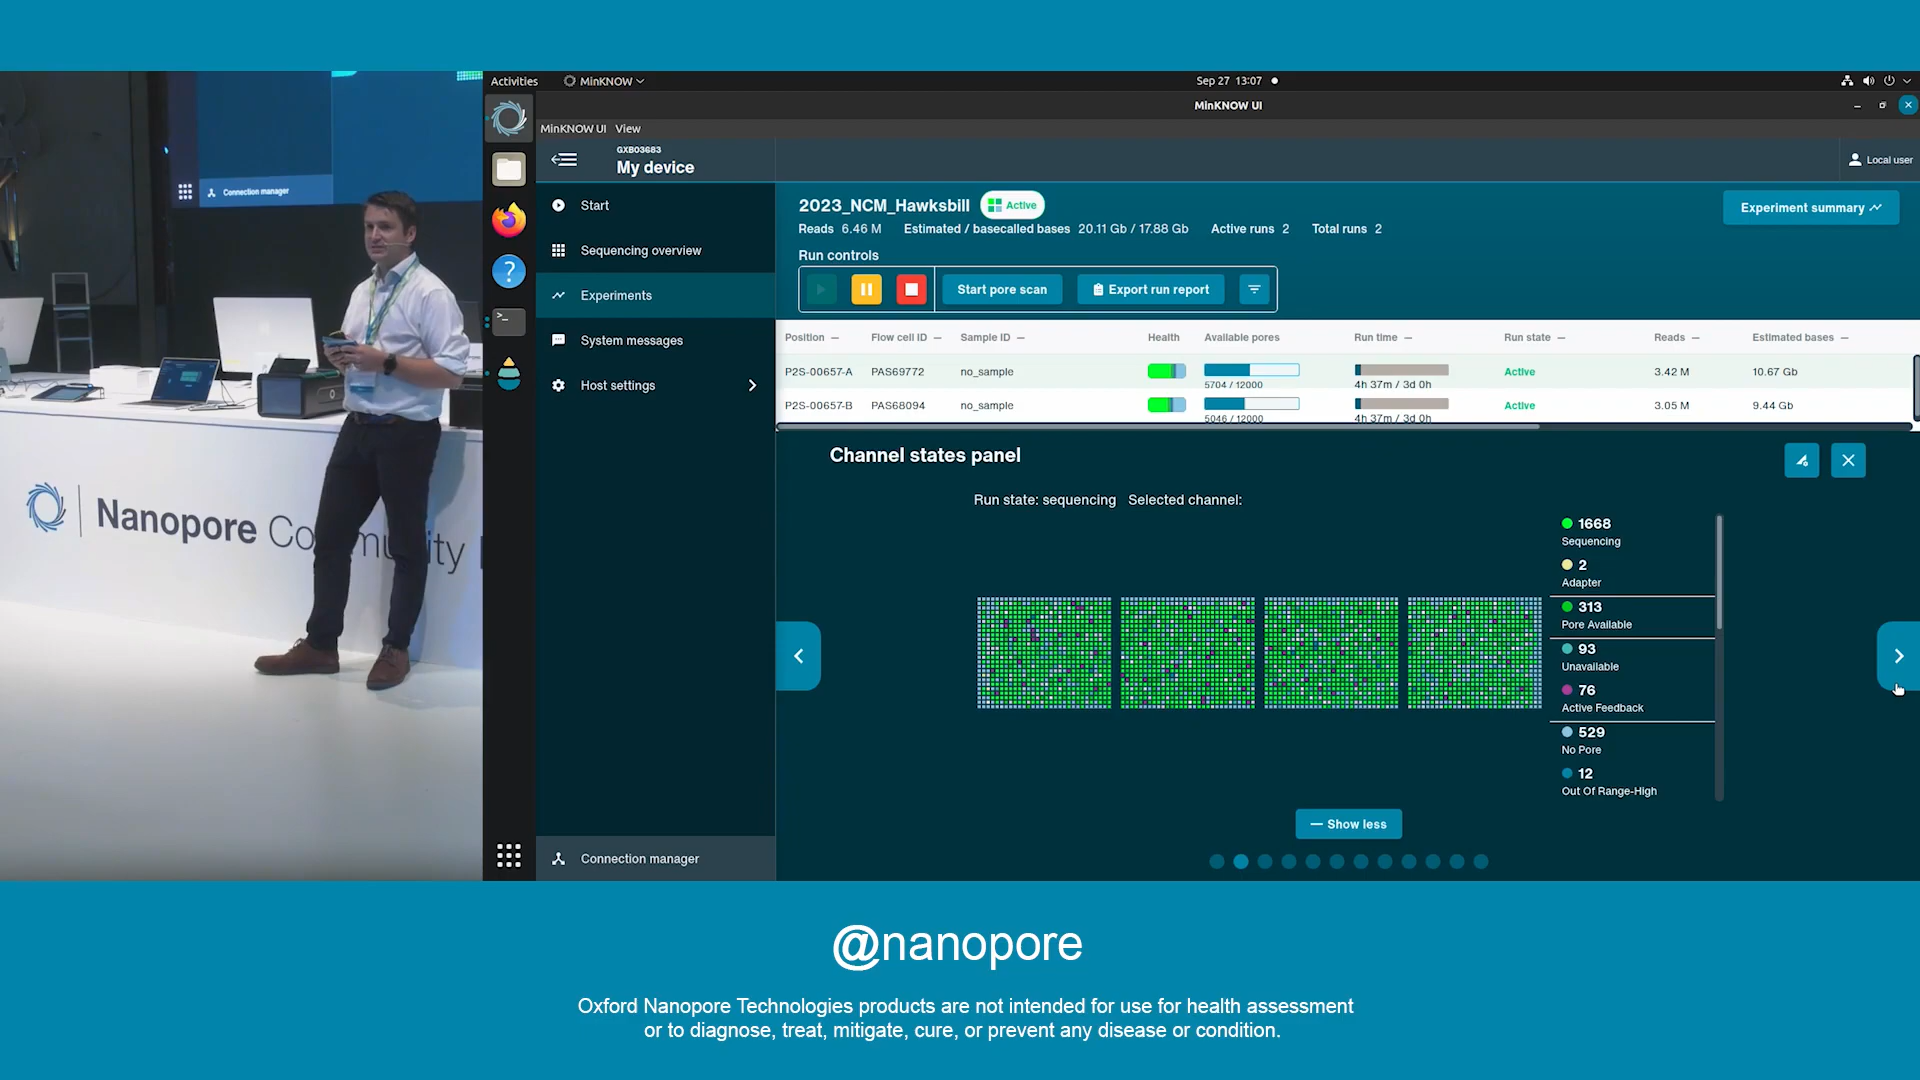 Activities
MinKNOW
Sep 27 13:07
MinKNOW UI
MinKNOW UI View
GXB03683
My device
Local user
Start
Sequencing overview
Experiments
System messages
Host settings
Connection manager
2023_NCM_Hawksbill
Active
Experiment summary
Reads 6.46 M Estimated / basecalled bases 20.11 Gb / 17.88 Gb Active runs 2 Total runs 2
Run controls
Start pore scan
Export run report
Position Flow cell ID Sample ID Health Available pores Run time Run state Reads Estimated bases
P2S-00657-A PAS69772 no_sample 5704 / 12000 4h 37m / 3d 0h Active 3.42 M 10.67 Gb
P2S-00657-B PAS68094 no_sample 5046 / 12000 4h 37m / 3d 0h Active 3.05 M 9.44 Gb
Channel states panel
Run state: sequencing Selected channel:
1668
Sequencing
2
Adapter
313
Pore Available
93
Unavailable
76
Active Feedback
529
No Pore
12
Out Of Range-High
Show less
Connection manager
Nanopore Community
@nanopore
Oxford Nanopore Technologies products are not intended for use for health assessment
or to diagnose, treat, mitigate, cure, or prevent any disease or condition.